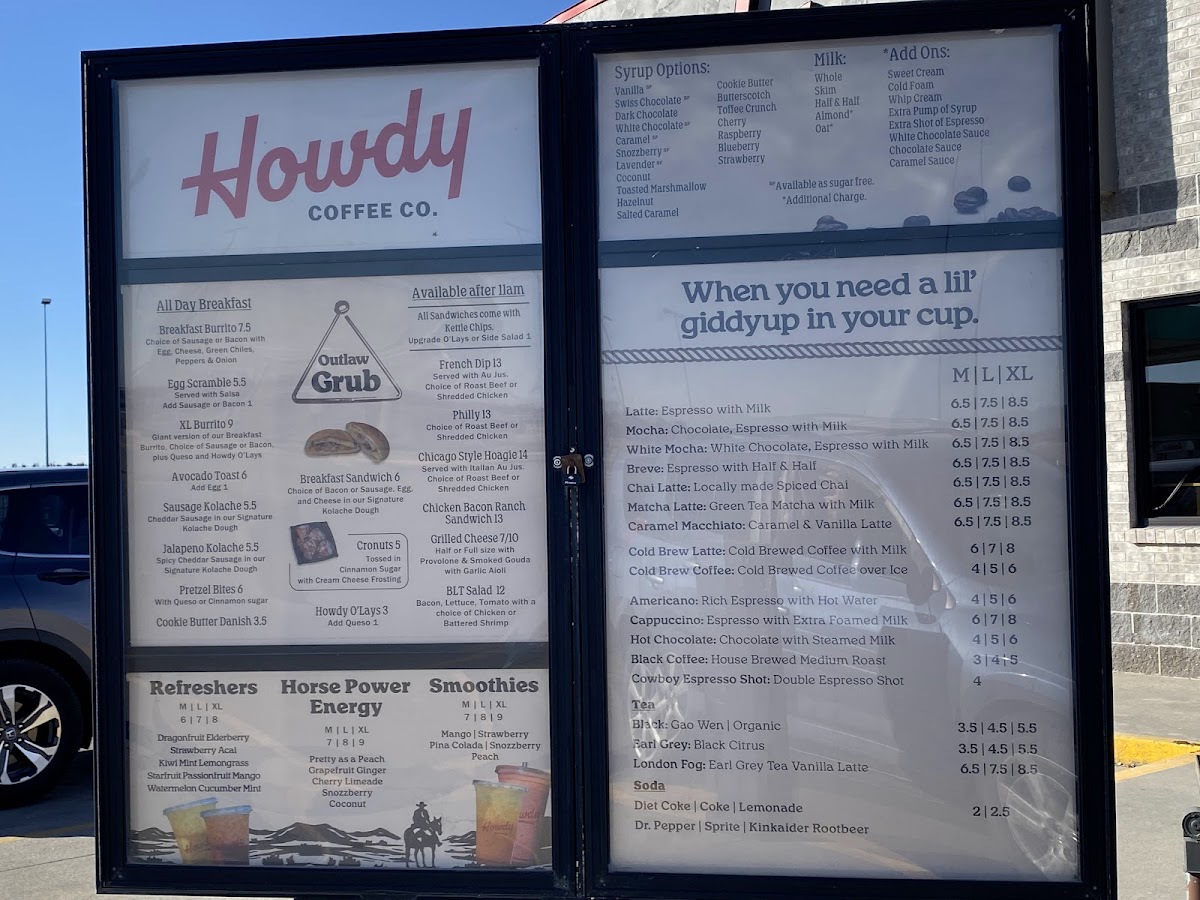 Howdy
COFFEE CO.
All Day Breakfast
Breakfast Burrito 7.5
Choice of Sausage or Bacon with
Egg, Cheese, Green Chiles,
Peppers & Onion
Egg Scramble 5.5
Served with Salsa
Add Sausage or Bacon 1
XL Burrito 9
Giant version of our Breakfast
Burrito, Choice of Sausage or Bacon,
plus Queso and Howdy O'Lays
Avocado Toast 6
Add Egg 1
Sausage Kolache 5.5
Cheddar Sausage in our Signature
Kolache Dough
Jalapeno Kolache 5.5
Spicy Cheddar Sausage in our
Signature Kolache Dough
Pretzel Bites 6
With Queso or Cinnamon sugar
Cookie Butter Danish 3.5
Outlaw
Grub
Breakfast Sandwich 6
Choice of Bacon or Sausage, Egg,
and Cheese in our Signature
Kolache Dough
Cronuts 5
Tossed in
Cinnamon Sugar
with Cream Cheese Frosting
Howdy O'Lays 3
Add Queso 1
Available after 11am
All Sandwiches come with
Kettle Chips.
Upgrade O'Lays or Side Salad 1
French Dip 13
Served with Au Jus.
Choice of Roast Beef or
Shredded Chicken
Philly 13
Choice of Roast Beef or
Shredded Chicken
Chicago Style Hoagie 14
Served with Italian Au Jus.
Choice of Roast Beef or
Shredded Chicken
Chicken Bacon Ranch
Sandwich 13
Grilled Cheese 7/10
Half or Full size with
Provolone & Smoked Gouda
with Garlic Aioli
BLT Salad 12
Bacon, Lettuce, Tomato with a
choice of Chicken or
Battered Shrimp
Refreshers
M | L | XL
6 | 7 | 8
Dragonfruit Elderberry
Strawberry Acai
Kiwi Mint Lemongrass
Starfruit Passionfruit Mango
Watermelon Cucumber Mint
Horse Power
Energy
M | L | XL
7 | 8 | 9
Pretty as a Peach
Grapefruit Ginger
Cherry Limeade
Snozzberry
Coconut
Smoothies
M | L | XL
7 | 8 | 9
Mango | Strawberry
Pina Colada | Snozzberry
Peach
Syrup Options:
Vanilla SF
Swiss Chocolate SF
Dark Chocolate
White Chocolate SF
Caramel SF
Snozzberry SF
Lavender SF
Coconut
Toasted Marshmallow
Hazelnut
Salted Caramel
Cookie Butter
Butterscotch
Toffee Crunch
Cherry
Raspberry
Blueberry
Strawberry
Milk:
Whole
Skim
Half & Half
Almond*
Oat*
*Add Ons:
Sweet Cream
Cold Foam
Whip Cream
Extra Pump of Syrup
Extra Shot of Espresso
White Chocolate Sauce
Chocolate Sauce
Caramel Sauce
SF Available as sugar free.
*Additional Charge.
When you need a lil'
giddyup in your cup.
M | L | XL
Latte: Espresso with Milk 6.5 | 7.5 | 8.5
Mocha: Chocolate, Espresso with Milk 6.5 | 7.5 | 8.5
White Mocha: White Chocolate, Espresso with Milk 6.5 | 7.5 | 8.5
Breve: Espresso with Half & Half 6.5 | 7.5 | 8.5
Chai Latte: Locally made Spiced Chai 6.5 | 7.5 | 8.5
Matcha Latte: Green Tea Matcha with Milk 6.5 | 7.5 | 8.5
Caramel Macchiato: Caramel & Vanilla Latte 6.5 | 7.5 | 8.5
Cold Brew Latte: Cold Brewed Coffee with Milk 6 | 7 | 8
Cold Brew Coffee: Cold Brewed Coffee over Ice 4 | 5 | 6
Americano: Rich Espresso with Hot Water 4 | 5 | 6
Cappuccino: Espresso with Extra Foamed Milk 6 | 7 | 8
Hot Chocolate: Chocolate with Steamed Milk 4 | 5 | 6
Black Coffee: House Brewed Medium Roast 3 | 4 | 5
Cowboy Espresso Shot: Double Espresso Shot 4
Tea
Black: Gao Wen | Organic 3.5 | 4.5 | 5.5
Earl Grey: Black Citrus 3.5 | 4.5 | 5.5
London Fog: Earl Grey Tea Vanilla Latte 6.5 | 7.5 | 8.5
Soda
Diet Coke | Coke | Lemonade 2 | 2.5
Dr. Pepper | Sprite | Kinkaider Rootbeer